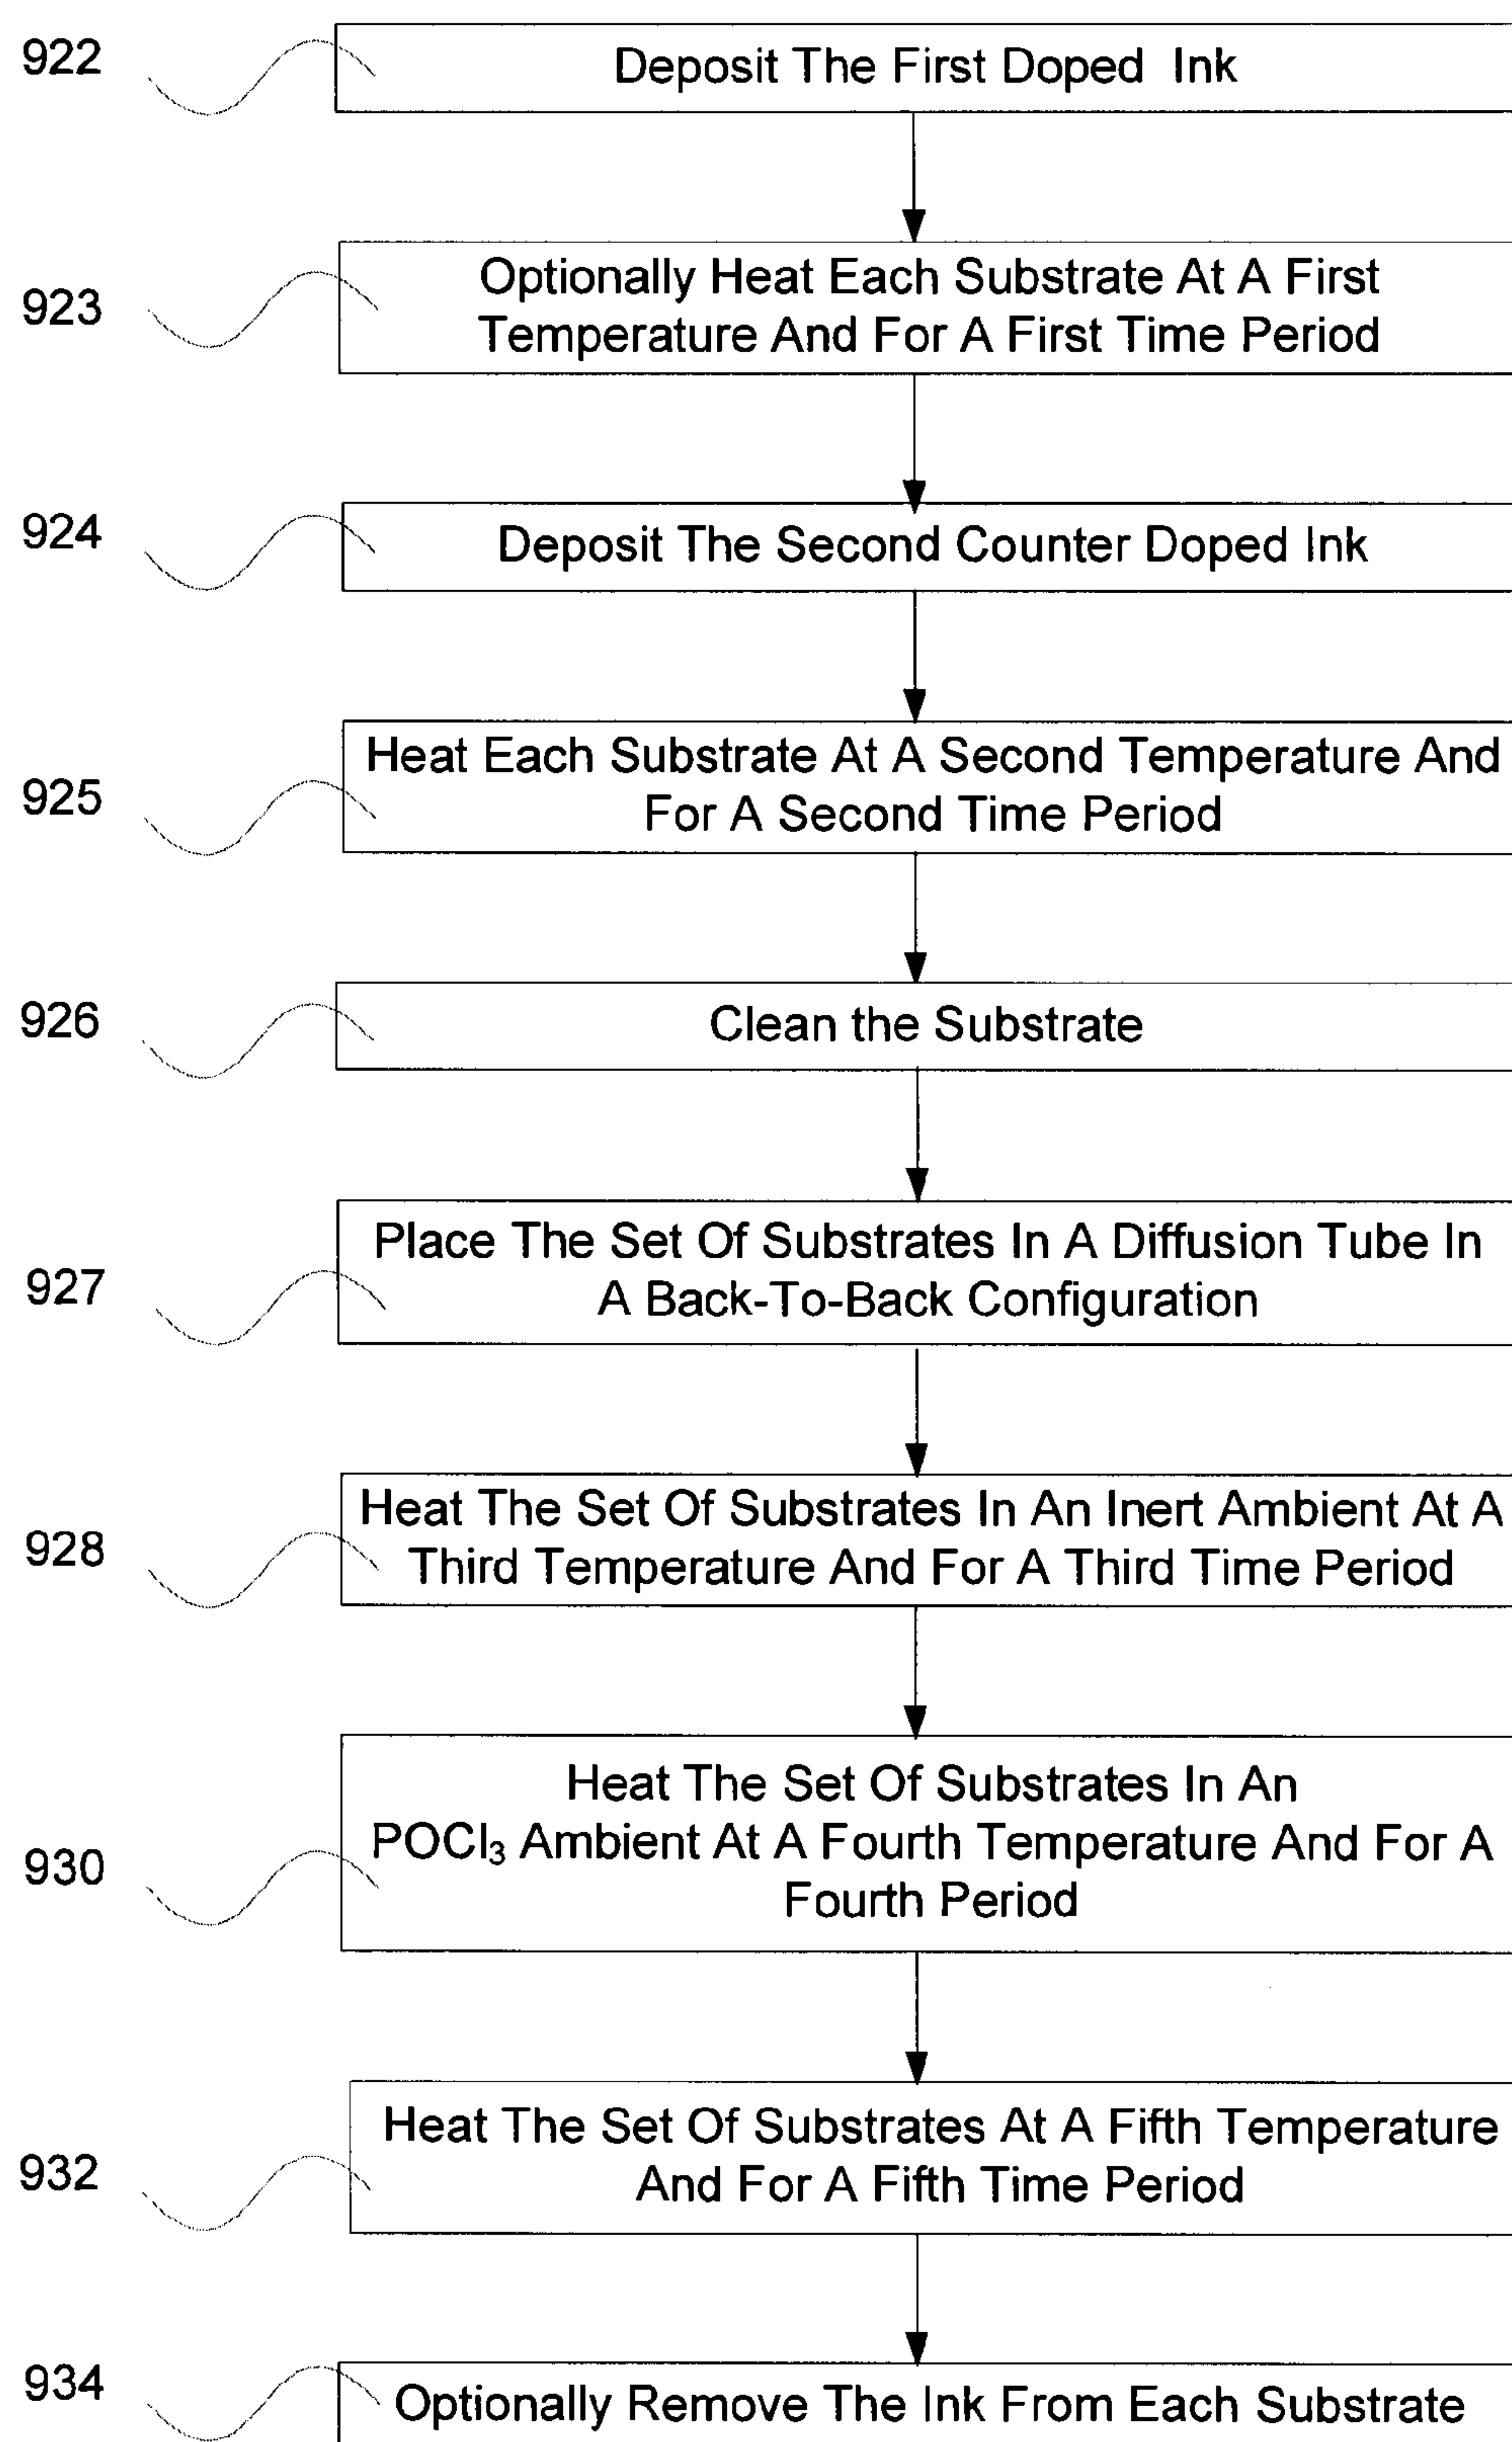 922
Deposit The First Doped Ink
923
Optionally Heat Each Substrate At A First
Temperature And For A First Time Period
924
Deposit The Second Counter Doped Ink
925
Heat Each Substrate At A Second Temperature And
For A Second Time Period
926
Clean the Substrate
927
Place The Set Of Substrates In A Diffusion Tube In
A Back-To-Back Configuration
928
Heat The Set Of Substrates In An Inert Ambient At A
Third Temperature And For A Third Time Period
930
Heat The Set Of Substrates In An
POCl₃ Ambient At A Fourth Temperature And For A
Fourth Period
932
Heat The Set Of Substrates At A Fifth Temperature
And For A Fifth Time Period
934
Optionally Remove The Ink From Each Substrate